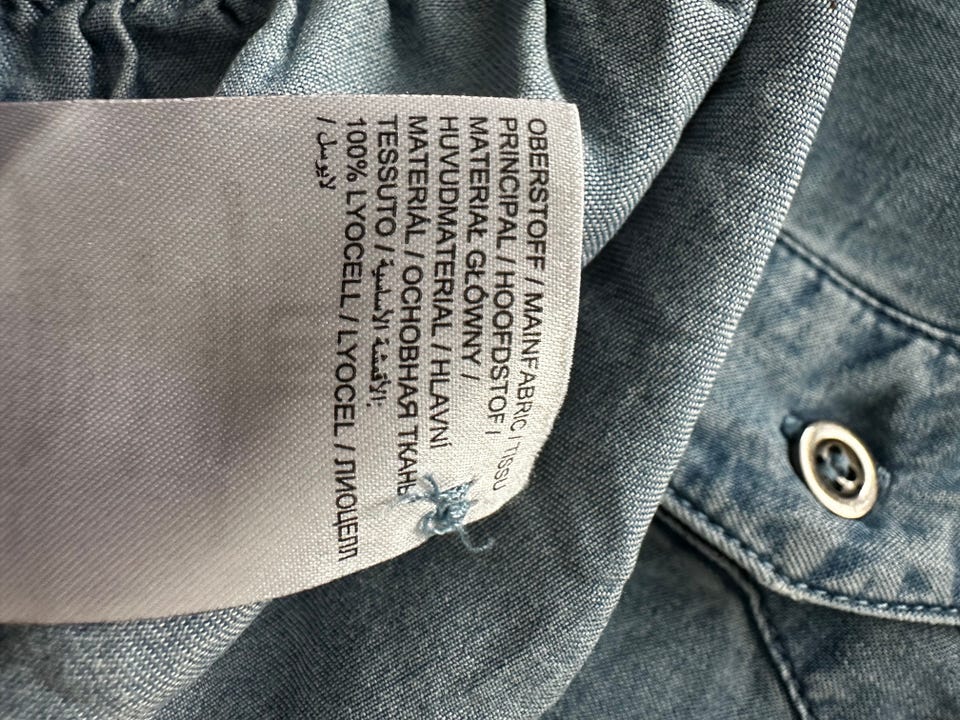 OBERSTOFF / MAINFABRIC / TISSU
PRINCIPAL / HOOFDSTOF /
MATERIAŁ GŁÓWNY /
HUVUDMATERIAL / HLAVNÍ
MATERIÁL / ОСНОВНАЯ ТКАНЬ
TESSUTO / الأقمشة الأساسية:
100% LYOCELL / LYOCEL / ЛИОЦЕЛЛ
/ لايوسل